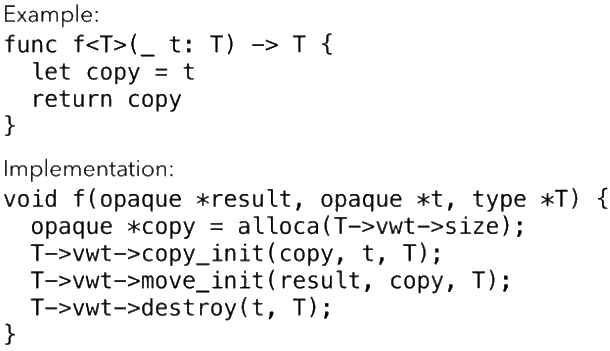 Example:
func f<T>(_ t: T) -> T {
  let copy = t
  return copy
}
Implementation:
void f(opaque *result, opaque *t, type *T) {
  opaque *copy = alloca(T->vwt->size);
  T->vwt->copy_init(copy, t, T);
  T->vwt->move_init(result, copy, T);
  T->vwt->destroy(t, T);
}